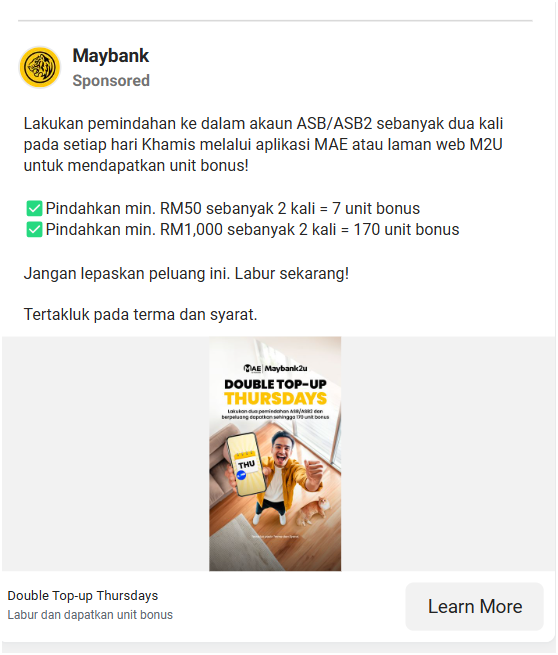 Maybank
Sponsored
Lakukan pemindahan ke dalam akaun ASB/ASB2 sebanyak dua kali
pada setiap hari Khamis melalui aplikasi MAE atau laman web M2U
untuk mendapatkan unit bonus!
✅Pindahkan min. RM50 sebanyak 2 kali = 7 unit bonus
✅Pindahkan min. RM1,000 sebanyak 2 kali = 170 unit bonus
Jangan lepaskan peluang ini. Labur sekarang!
Tertakluk pada terma dan syarat.
MAE | Maybank2u
DOUBLE TOP-UP
THURSDAYS
Lakukan dua pemindahan ASB/ASB2 dan
berpeluang dapatkan sehingga 170 unit bonus
THU
Double Top-up Thursdays
Labur dan dapatkan unit bonus
Learn More